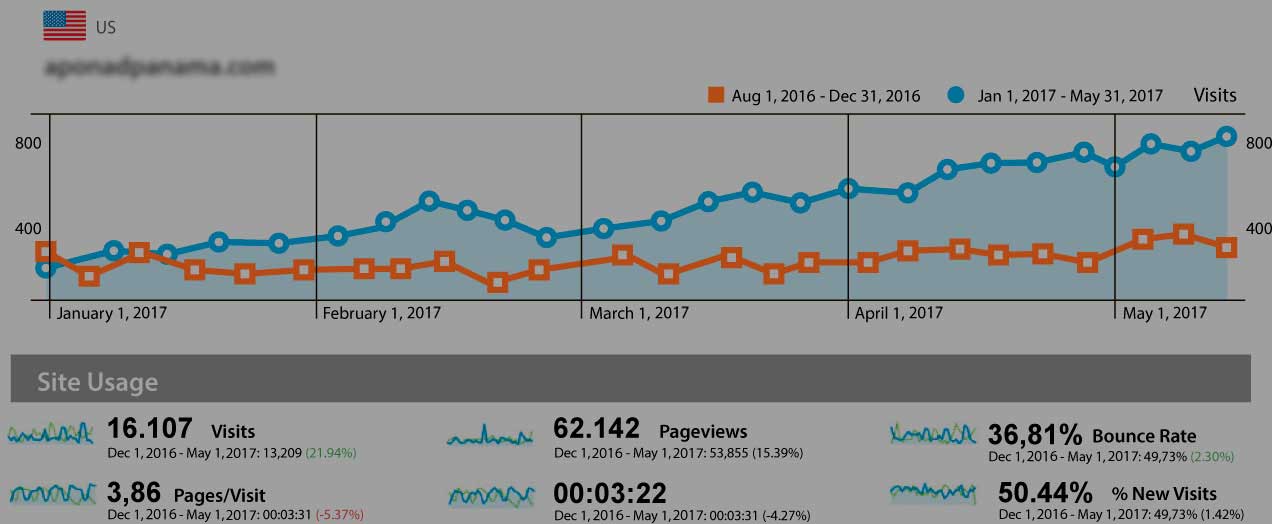 US
aponadpanama.com
Aug 1, 2016 - Dec 31, 2016 Jan 1, 2017 - May 31, 2017 Visits
800 800
400 400
January 1, 2017 February 1, 2017 March 1, 2017 April 1, 2017 May 1, 2017
Site Usage
16.107 Visits
Dec 1, 2016 - May 1, 2017: 13,209 (21.94%)
62.142 Pageviews
Dec 1, 2016 - May 1, 2017: 53,855 (15.39%)
36,81% Bounce Rate
Dec 1, 2016 - May 1, 2017: 49,73% (2.30%)
3,86 Pages/Visit
Dec 1, 2016 - May 1, 2017: 00:03:31 (-5.37%)
00:03:22
Dec 1, 2016 - May 1, 2017: 00:03:31 (-4.27%)
50.44% % New Visits
Dec 1, 2016 - May 1, 2017: 49,73% (1.42%)